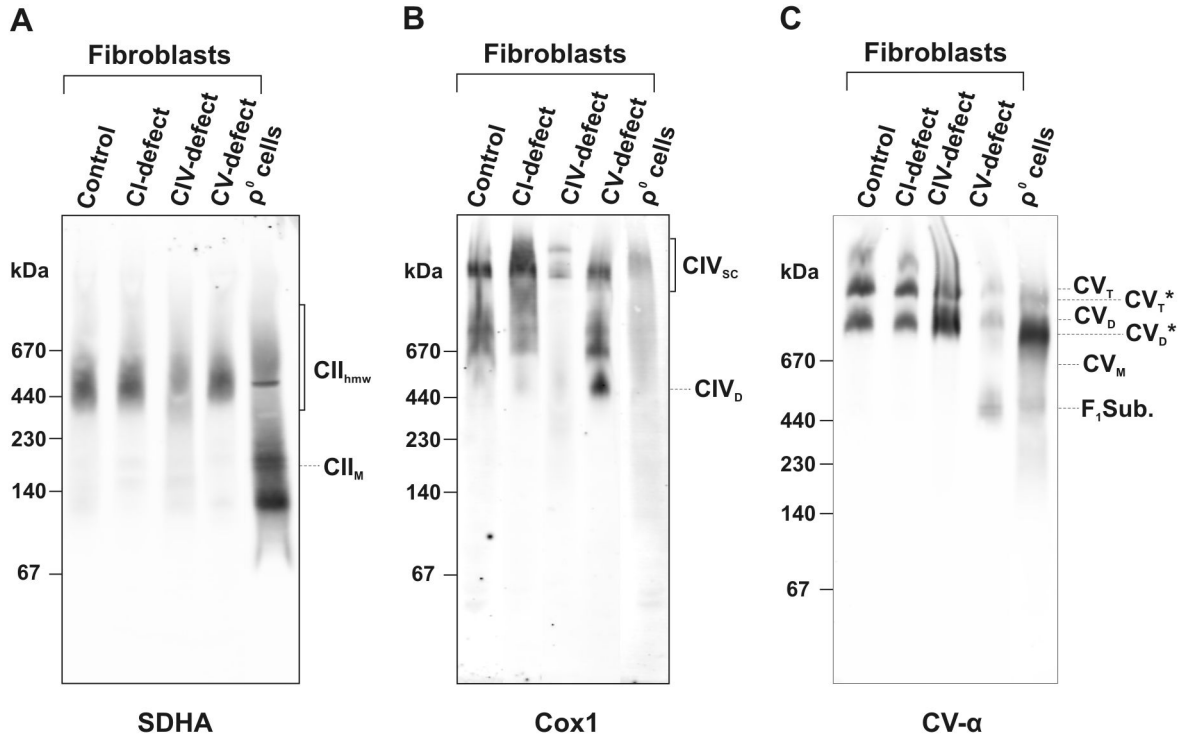 A
Fibroblasts
Control
CI-defect
CIV-defect
CV-defect
ρ⁰ cells
kDa
670
440
230
140
67
CIIhmw
CIIM
SDHA
B
Fibroblasts
Control
CI-defect
CIV-defect
CV-defect
ρ⁰ cells
kDa
670
440
230
140
67
CIVSC
CIVD
Cox1
C
Fibroblasts
Control
CI-defect
CIV-defect
CV-defect
ρ⁰ cells
kDa
670
440
230
140
67
CVT
CVT*
CVD
CVD*
CVM
F1Sub.
CV-α